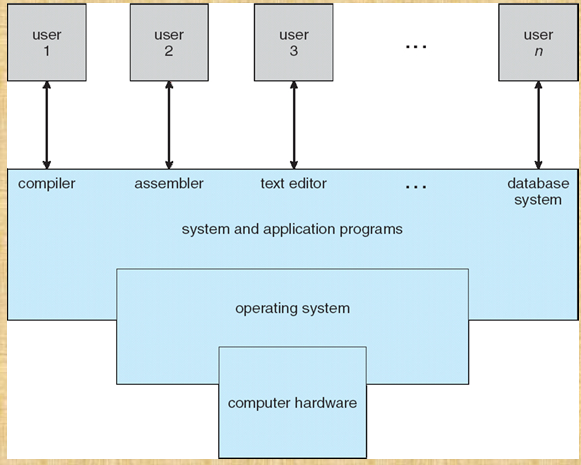 user
1
user
2
user
3
...
user
n
compiler
assembler
text editor
...
database
system
system and application programs
operating system
computer hardware